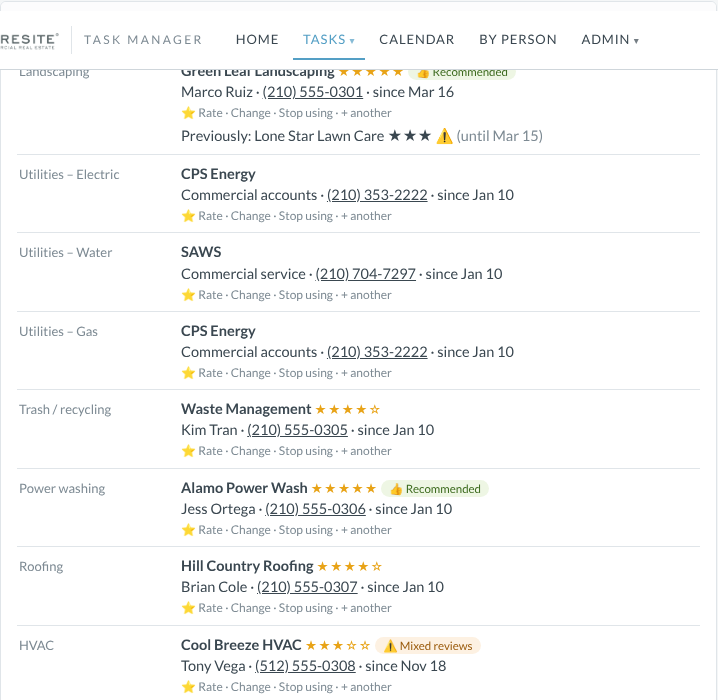 RESITE®
CIAL REAL ESTATE
TASK MANAGER
HOME
TASKS ▾
CALENDAR
BY PERSON
ADMIN ▾
Landscaping
Green Leaf Landscaping ★★★★★ 👍 Recommended
Marco Ruiz · (210) 555-0301 · since Mar 16
⭐ Rate · Change · Stop using · + another
Previously: Lone Star Lawn Care ★★★ ⚠️ (until Mar 15)
Utilities – Electric
CPS Energy
Commercial accounts · (210) 353-2222 · since Jan 10
⭐ Rate · Change · Stop using · + another
Utilities – Water
SAWS
Commercial service · (210) 704-7297 · since Jan 10
⭐ Rate · Change · Stop using · + another
Utilities – Gas
CPS Energy
Commercial accounts · (210) 353-2222 · since Jan 10
⭐ Rate · Change · Stop using · + another
Trash / recycling
Waste Management ★★★★☆
Kim Tran · (210) 555-0305 · since Jan 10
⭐ Rate · Change · Stop using · + another
Power washing
Alamo Power Wash ★★★★★ 👍 Recommended
Jess Ortega · (210) 555-0306 · since Jan 10
⭐ Rate · Change · Stop using · + another
Roofing
Hill Country Roofing ★★★★☆
Brian Cole · (210) 555-0307 · since Jan 10
⭐ Rate · Change · Stop using · + another
HVAC
Cool Breeze HVAC ★★★☆☆ ⚠️ Mixed reviews
Tony Vega · (512) 555-0308 · since Nov 18
⭐ Rate · Change · Stop using · + another